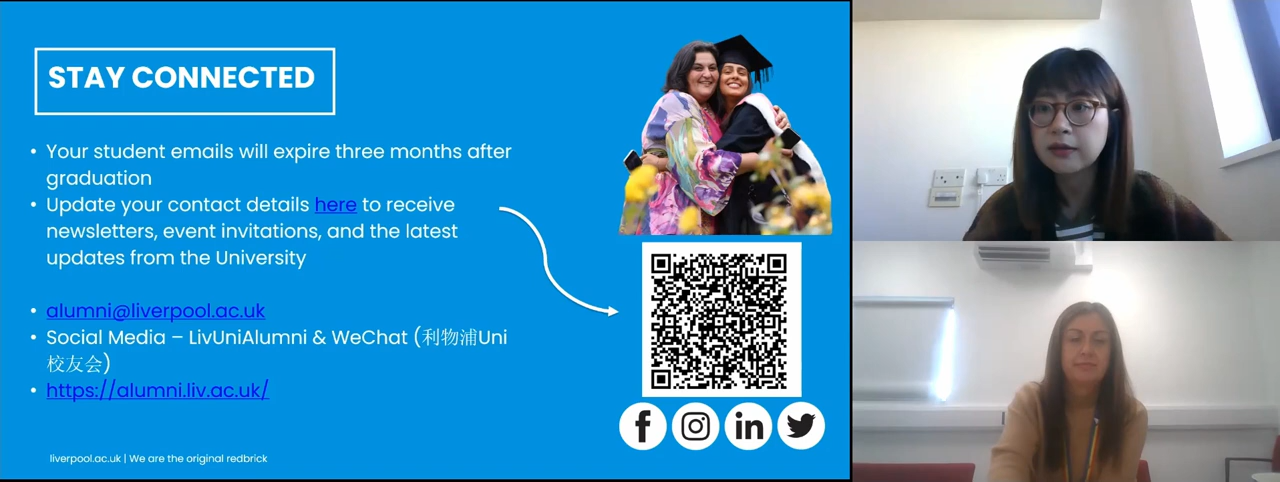 STAY CONNECTED
• Your student emails will expire three months after
graduation
• Update your contact details here to receive
newsletters, event invitations, and the latest
updates from the University
• alumni@liverpool.ac.uk
• Social Media – LivUniAlumni & WeChat (利物浦Uni
校友会)
• https://alumni.liv.ac.uk/
liverpool.ac.uk | We are the original redbrick